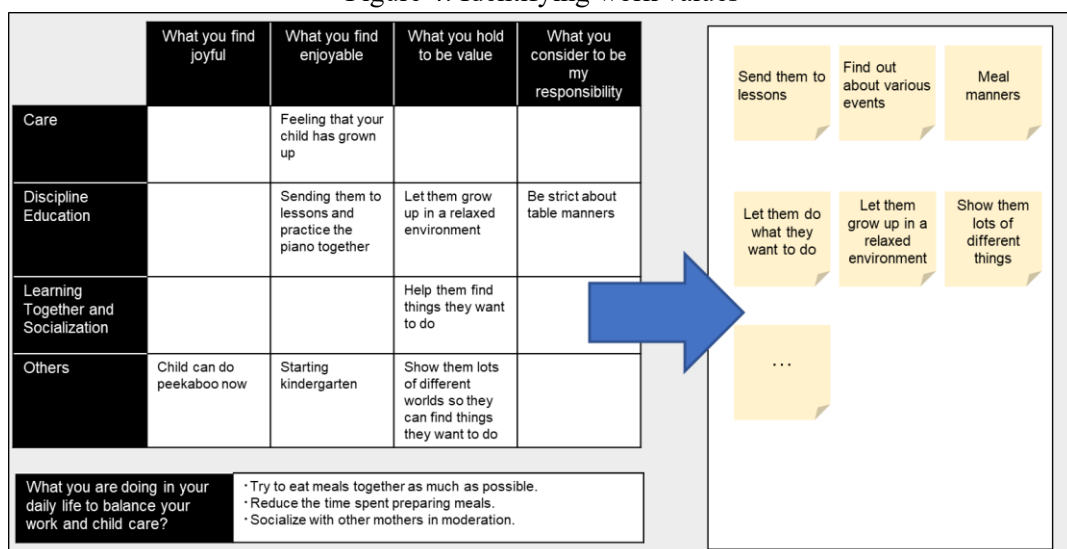 Figure 4. Identifying work values
What you find
joyful
What you find
enjoyable
What you hold
to be value
What you
consider to be
my
responsibility
Care
Feeling that your
child has grown
up
Discipline
Education
Sending them to
lessons and
practice the
piano together
Let them grow
up in a relaxed
environment
Be strict about
table manners
Learning
Together and
Socialization
Help them find
things they want
to do
Others
Child can do
peekaboo now
Starting
kindergarten
Show them lots
of different
worlds so they
can find things
they want to do
What you are doing in your
daily life to balance your
work and child care?
・Try to eat meals together as much as possible.
・Reduce the time spent preparing meals.
・Socialize with other mothers in moderation.
Send them to
lessons
Find out
about various
events
Meal
manners
Let them do
what they
want to do
Let them
grow up in a
relaxed
environment
Show them
lots of
different
things
...